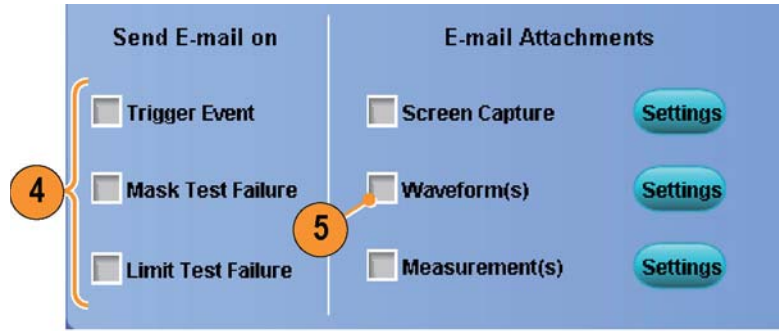 Send E-mail on
E-mail Attachments
Trigger Event
Screen Capture
Settings
4
Mask Test Failure
Waveform(s)
Settings
5
Limit Test Failure
Measurement(s)
Settings